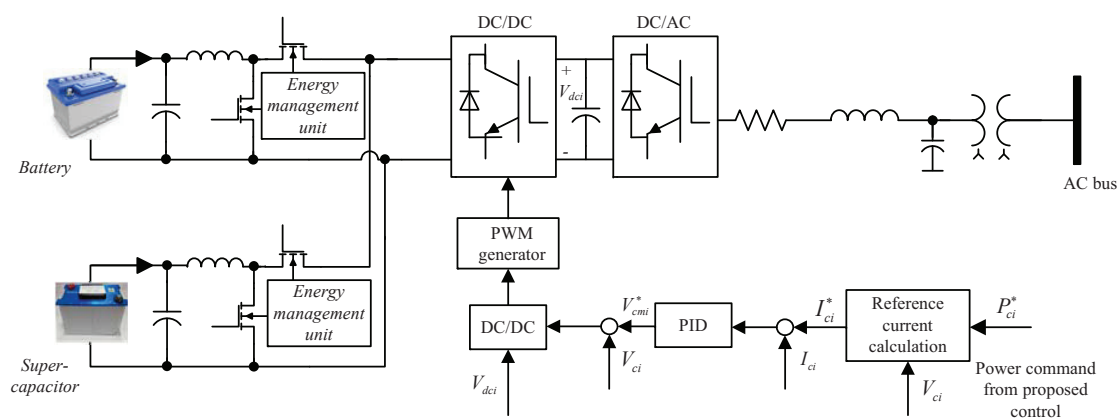 DC/DC
DC/AC
Energy
management
unit
+
V_dci
-
Battery
AC bus
PWM
generator
Energy
management
unit
DC/DC
V*_cmi
PID
I*_ci
Reference
current
calculation
P*_ci
V_dci
V_ci
I_ci
V_ci
Power command
from proposed
control
Super-
capacitor